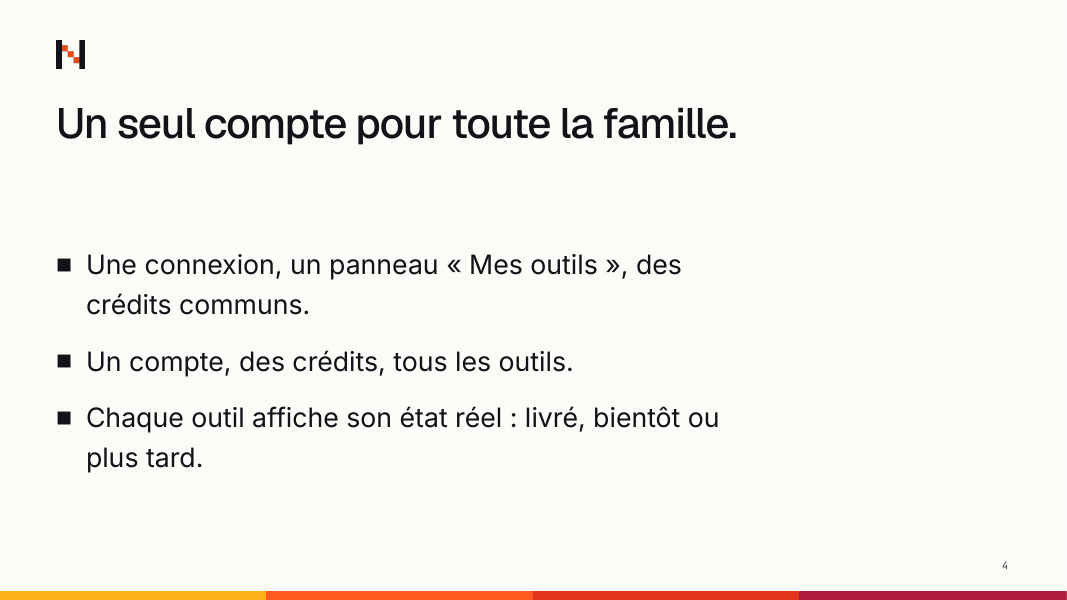 Un seul compte pour toute la famille.
Une connexion, un panneau « Mes outils », des
crédits communs.
Un compte, des crédits, tous les outils.
Chaque outil affiche son état réel : livré, bientôt ou
plus tard.
4